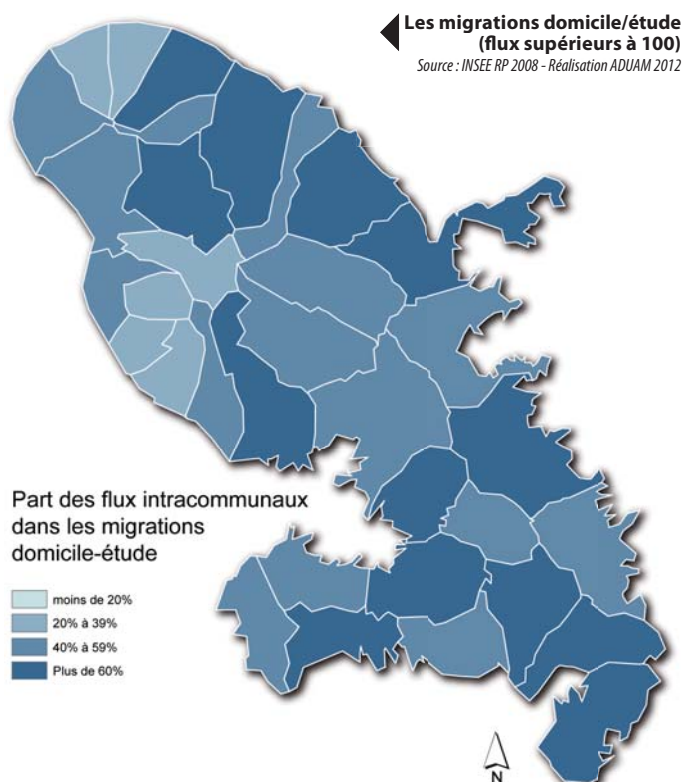 Les migrations domicile/étude
(flux supérieurs à 100)
Source : INSEE RP 2008 - Réalisation ADUAM 2012
Part des flux intracommunaux
dans les migrations
domicile-étude
moins de 20%
20% à 39%
40% à 59%
Plus de 60%
N